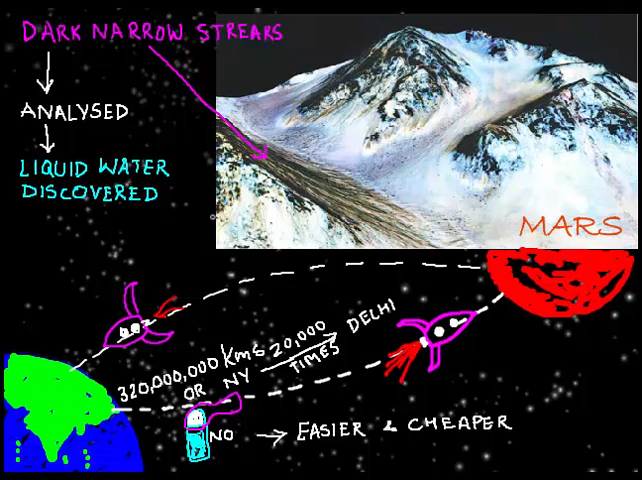 DARK NARROW STREAKS
ANALYSED
LIQUID WATER
DISCOVERED
MARS
320,000,000 Kms
OR NY 20,000 TIMES DELHI
NO → EASIER & CHEAPER